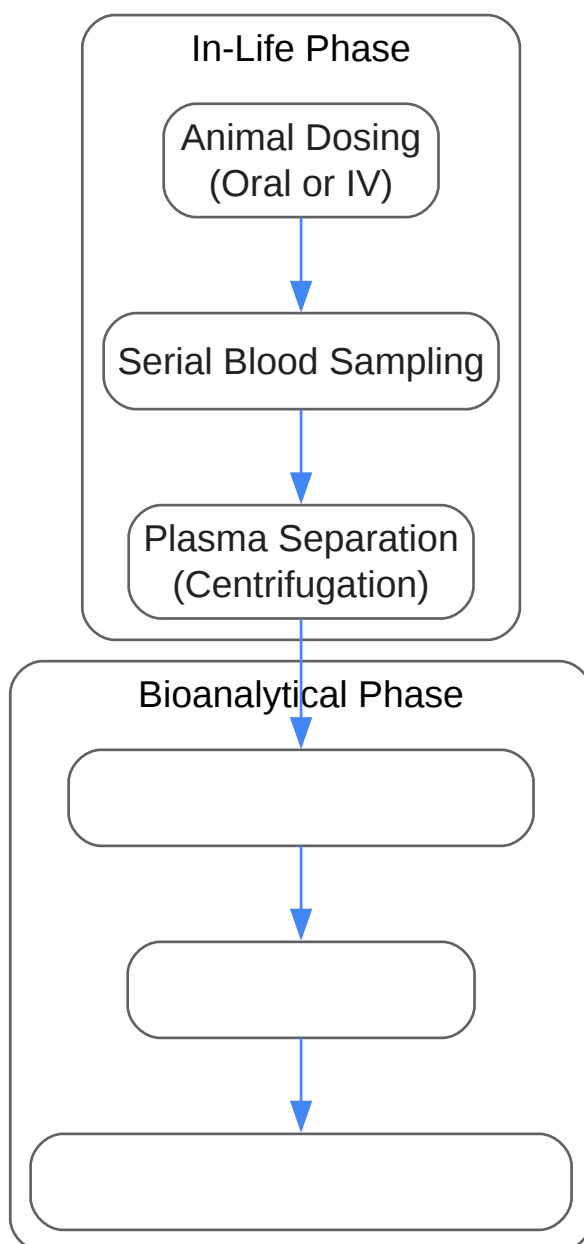 In-Life Phase
Animal Dosing
(Oral or IV)
Serial Blood Sampling
Plasma Separation
(Centrifugation)
Bioanalytical Phase